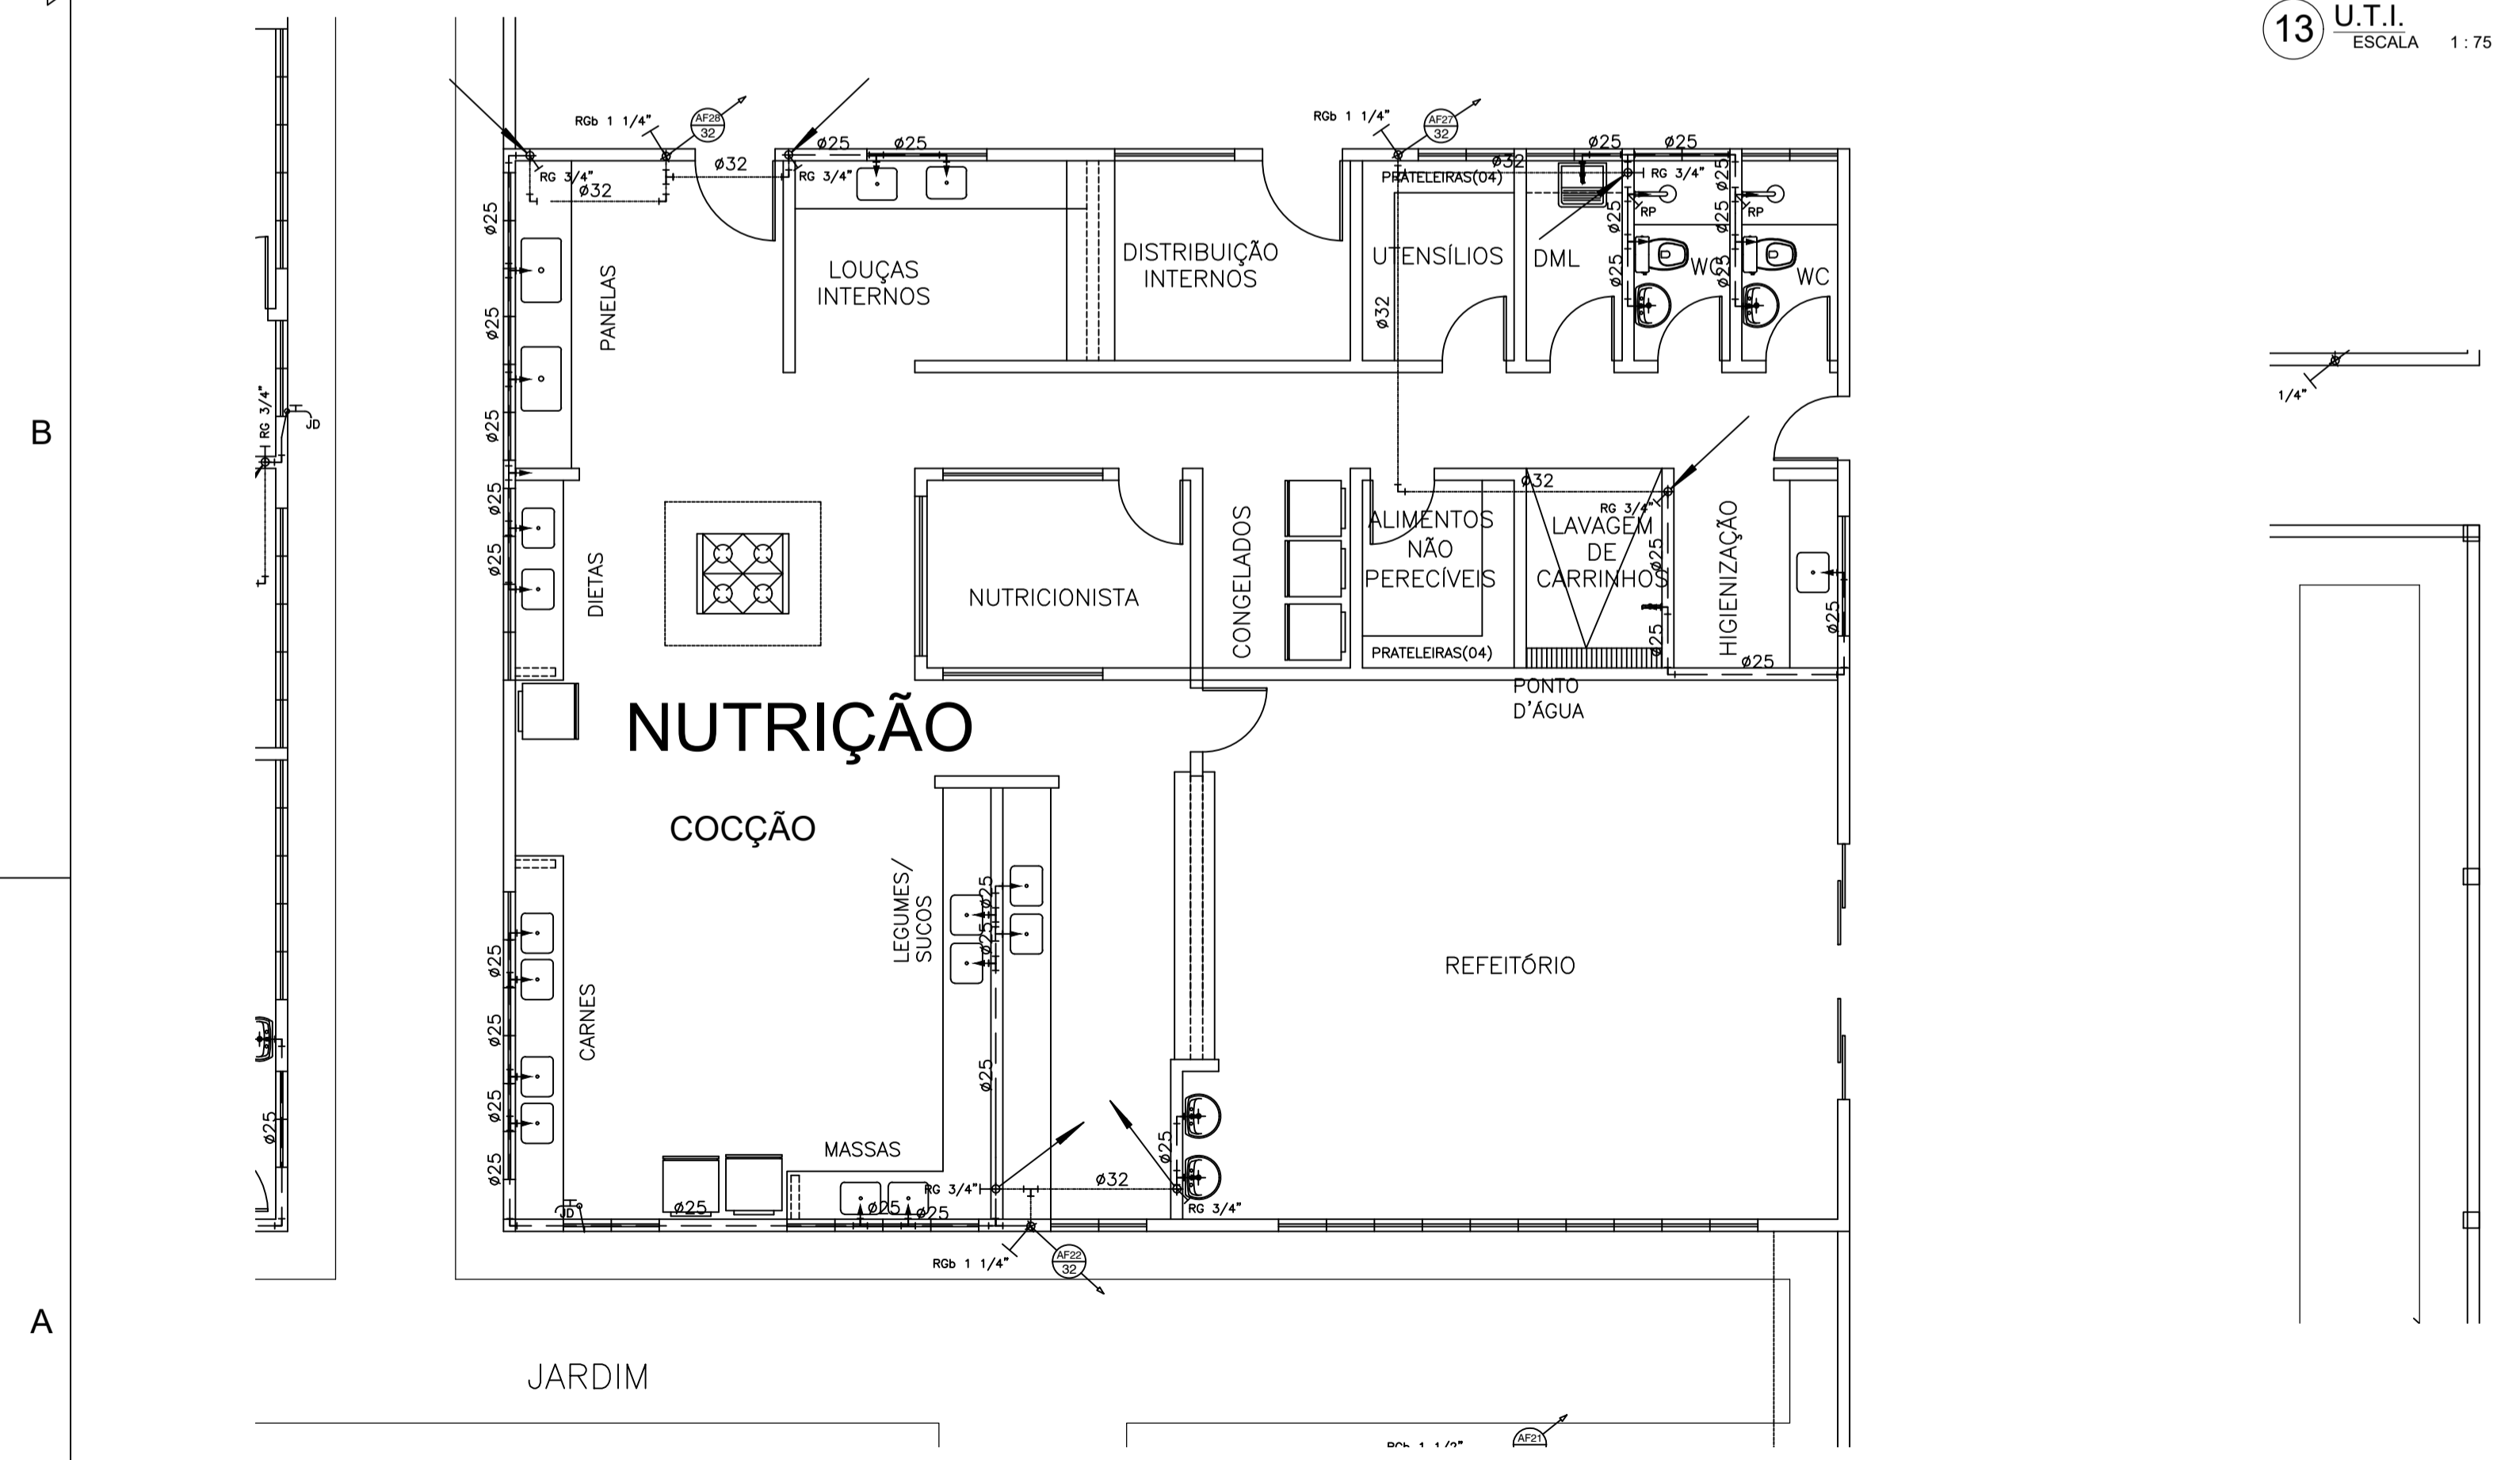 13
U.T.I.
ESCALA 1 : 75
RGb 1 1/4"
AF28
32
RGb 1 1/4"
AF27
32
ø25
ø25
ø32
RG 3/4"
ø32
RG 3/4"
ø32
PRATELEIRAS(04)
ø25
ø25
RG 3/4"
ø25
RP
RP
ø25
ø25
ø25
ø25
ø25
PANELAS
LOUÇAS
INTERNOS
DISTRIBUIÇÃO
INTERNOS
UTENSÍLIOS
DML
WC
WC
ø32
ø25
ø25
1/4"
B
RG 3/4"
JD
ø25
ø25
DIETAS
NUTRICIONISTA
CONGELADOS
ø32
RG 3/4"
ALIMENTOS
NÃO
PERECÍVEIS
LAVAGEM
DE
CARRINHOS
HIGIENIZAÇÃO
ø25
ø25
ø25
ø25
PRATELEIRAS(04)
PONTO
D'ÁGUA
NUTRIÇÃO
COCÇÃO
LEGUMES/
SUCOS
ø25
ø25
ø25
REFEITÓRIO
CARNES
ø25
ø25
ø25
ø25
ø25
MASSAS
RG 3/4"
ø32
ø25
RG 3/4"
JD
ø25
ø25
ø25
RGb 1 1/4"
AF22
32
A
JARDIM
RGb 1 1/2"
AF21